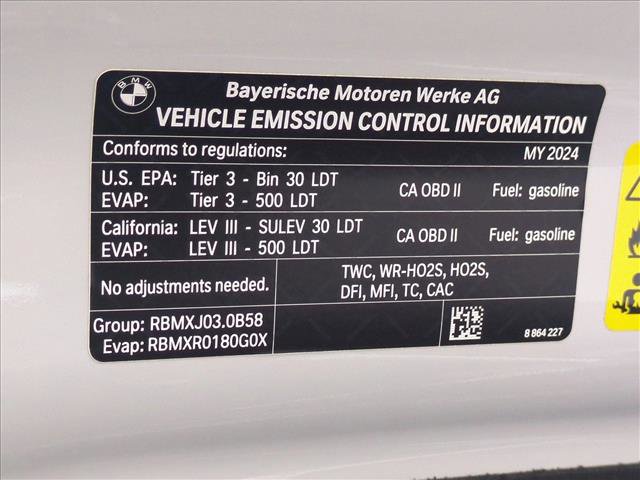 BMW
Bayerische Motoren Werke AG
VEHICLE EMISSION CONTROL INFORMATION
Conforms to regulations: MY 2024
U.S. EPA: Tier 3 - Bin 30 LDT CA OBD II Fuel: gasoline
EVAP: Tier 3 - 500 LDT
California: LEV III - SULEV 30 LDT CA OBD II Fuel: gasoline
EVAP: LEV III - 500 LDT
No adjustments needed. TWC, WR-HO2S, HO2S,
DFI, MFI, TC, CAC
Group: RBMXJ03.0B58
Evap: RBMXR0180G0X 8 864 227